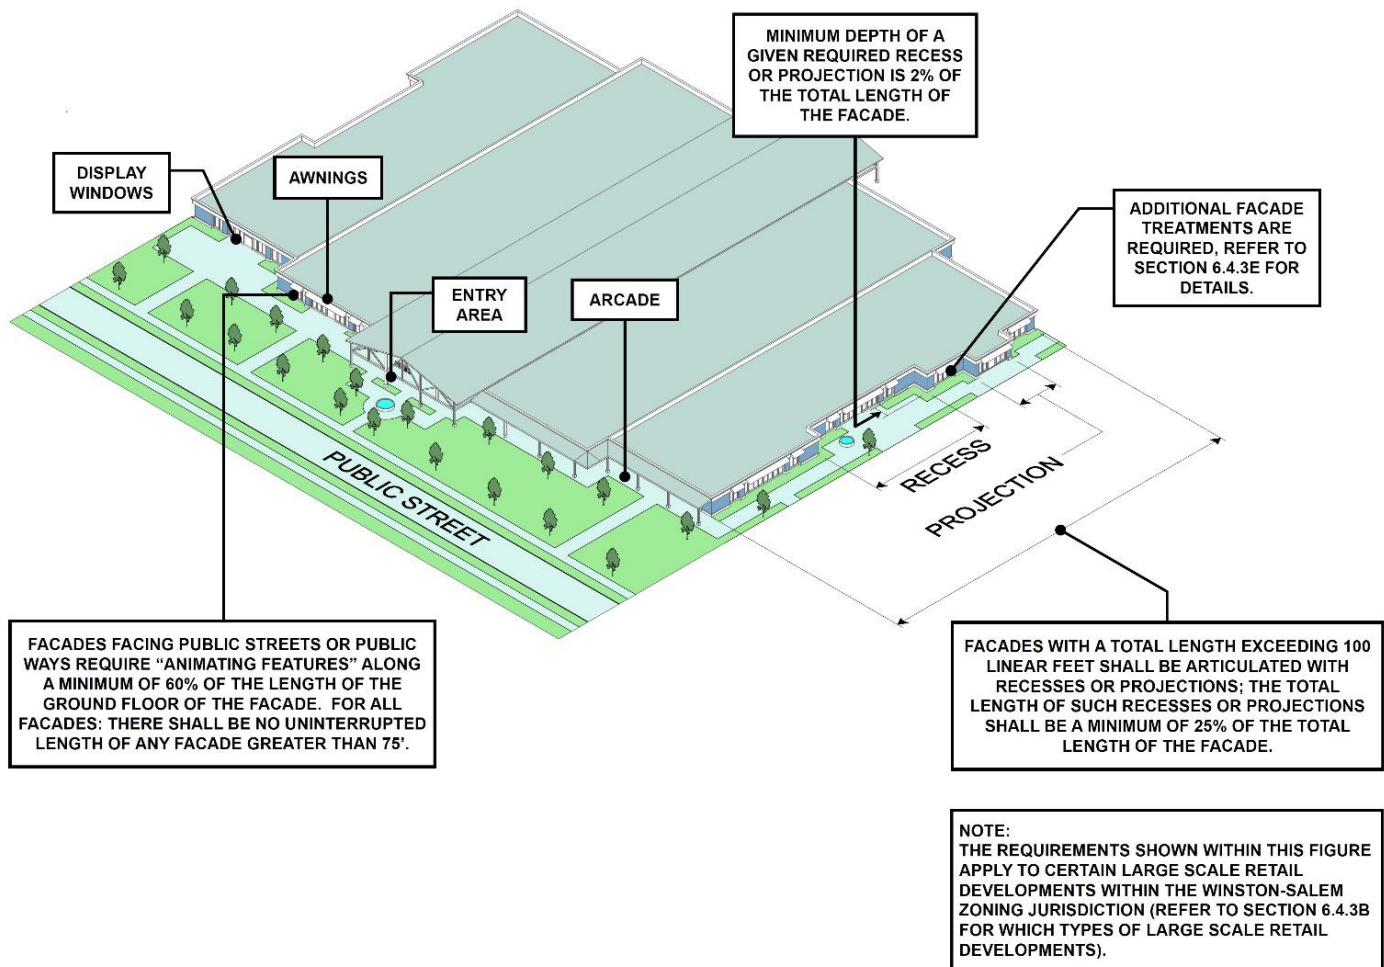 MINIMUM DEPTH OF A
GIVEN REQUIRED RECESS
OR PROJECTION IS 2% OF
THE TOTAL LENGTH OF
THE FACADE.
DISPLAY
WINDOWS
AWNINGS
ADDITIONAL FACADE
TREATMENTS ARE
REQUIRED, REFER TO
SECTION 6.4.3E FOR
DETAILS.
ENTRY
AREA
ARCADE
PUBLIC STREET
RECESS
PROJECTION
FACADES FACING PUBLIC STREETS OR PUBLIC
WAYS REQUIRE “ANIMATING FEATURES” ALONG
A MINIMUM OF 60% OF THE LENGTH OF THE
GROUND FLOOR OF THE FACADE. FOR ALL
FACADES: THERE SHALL BE NO UNINTERRUPTED
LENGTH OF ANY FACADE GREATER THAN 75’.
FACADES WITH A TOTAL LENGTH EXCEEDING 100
LINEAR FEET SHALL BE ARTICULATED WITH
RECESSES OR PROJECTIONS; THE TOTAL
LENGTH OF SUCH RECESSES OR PROJECTIONS
SHALL BE A MINIMUM OF 25% OF THE TOTAL
LENGTH OF THE FACADE.
NOTE:
THE REQUIREMENTS SHOWN WITHIN THIS FIGURE
APPLY TO CERTAIN LARGE SCALE RETAIL
DEVELOPMENTS WITHIN THE WINSTON-SALEM
ZONING JURISDICTION (REFER TO SECTION 6.4.3B
FOR WHICH TYPES OF LARGE SCALE RETAIL
DEVELOPMENTS).